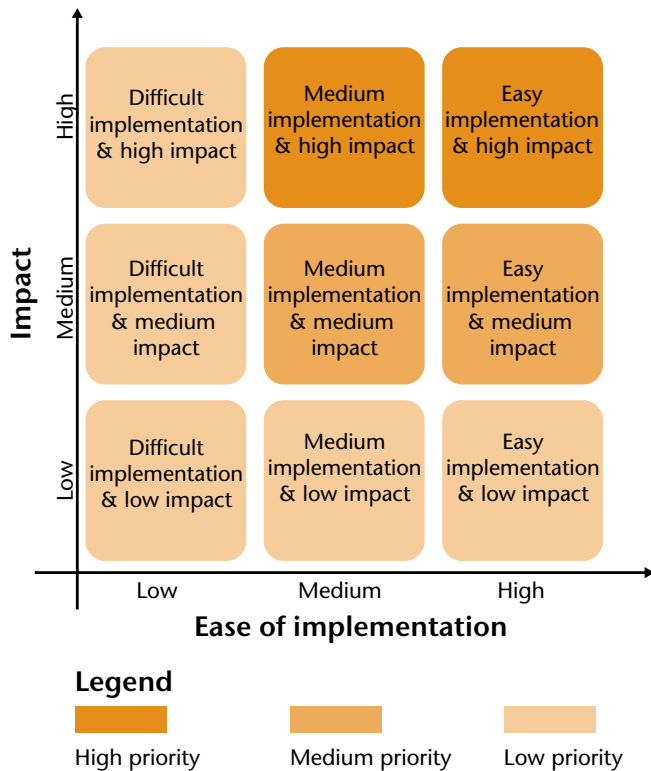 Impact
High
Medium
Low
Difficult
implementation
& high impact
Medium
implementation
& high impact
Easy
implementation
& high impact
Difficult
implementation
& medium
impact
Medium
implementation
& medium
impact
Easy
implementation
& medium
impact
Difficult
implementation
& low impact
Medium
implementation
& low impact
Easy
implementation
& low impact
Low
Medium
High
Ease of implementation
Legend
High priority
Medium priority
Low priority